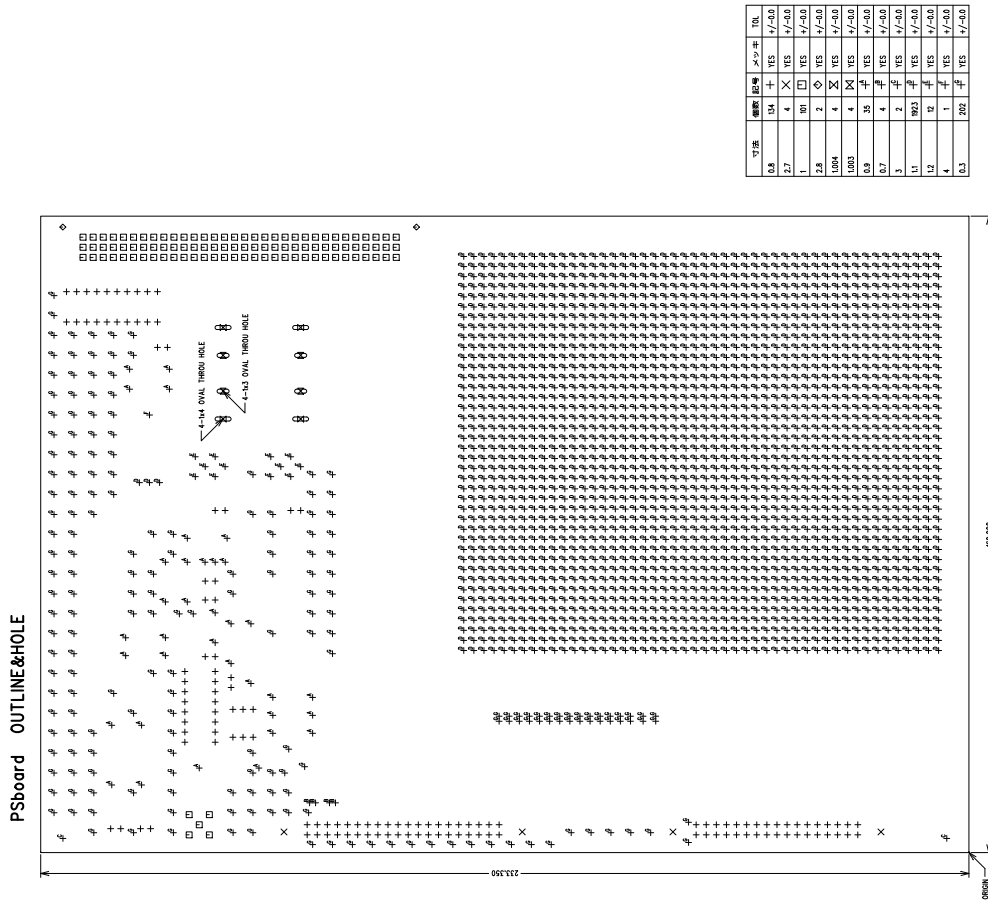 PSboard OUTLINE&HOLE
寸法 個数 記号 メッキ TOL
0.8 134 + YES +/-0.0
2.7 4 YES +/-0.0
1 101 YES +/-0.0
2.8 2 YES +/-0.0
1.004 4 YES +/-0.0
1.003 4 YES +/-0.0
0.9 35 A YES +/-0.0
0.7 4 B YES +/-0.0
3 2 C YES +/-0.0
1.1 1923 D YES +/-0.0
1.2 12 E YES +/-0.0
4 1 F YES +/-0.0
0.3 202 G YES +/-0.0
4-1x4 OVAL THROU HOLE
4-1x3 OVAL THROU HOLE
233.350
ORIGIN